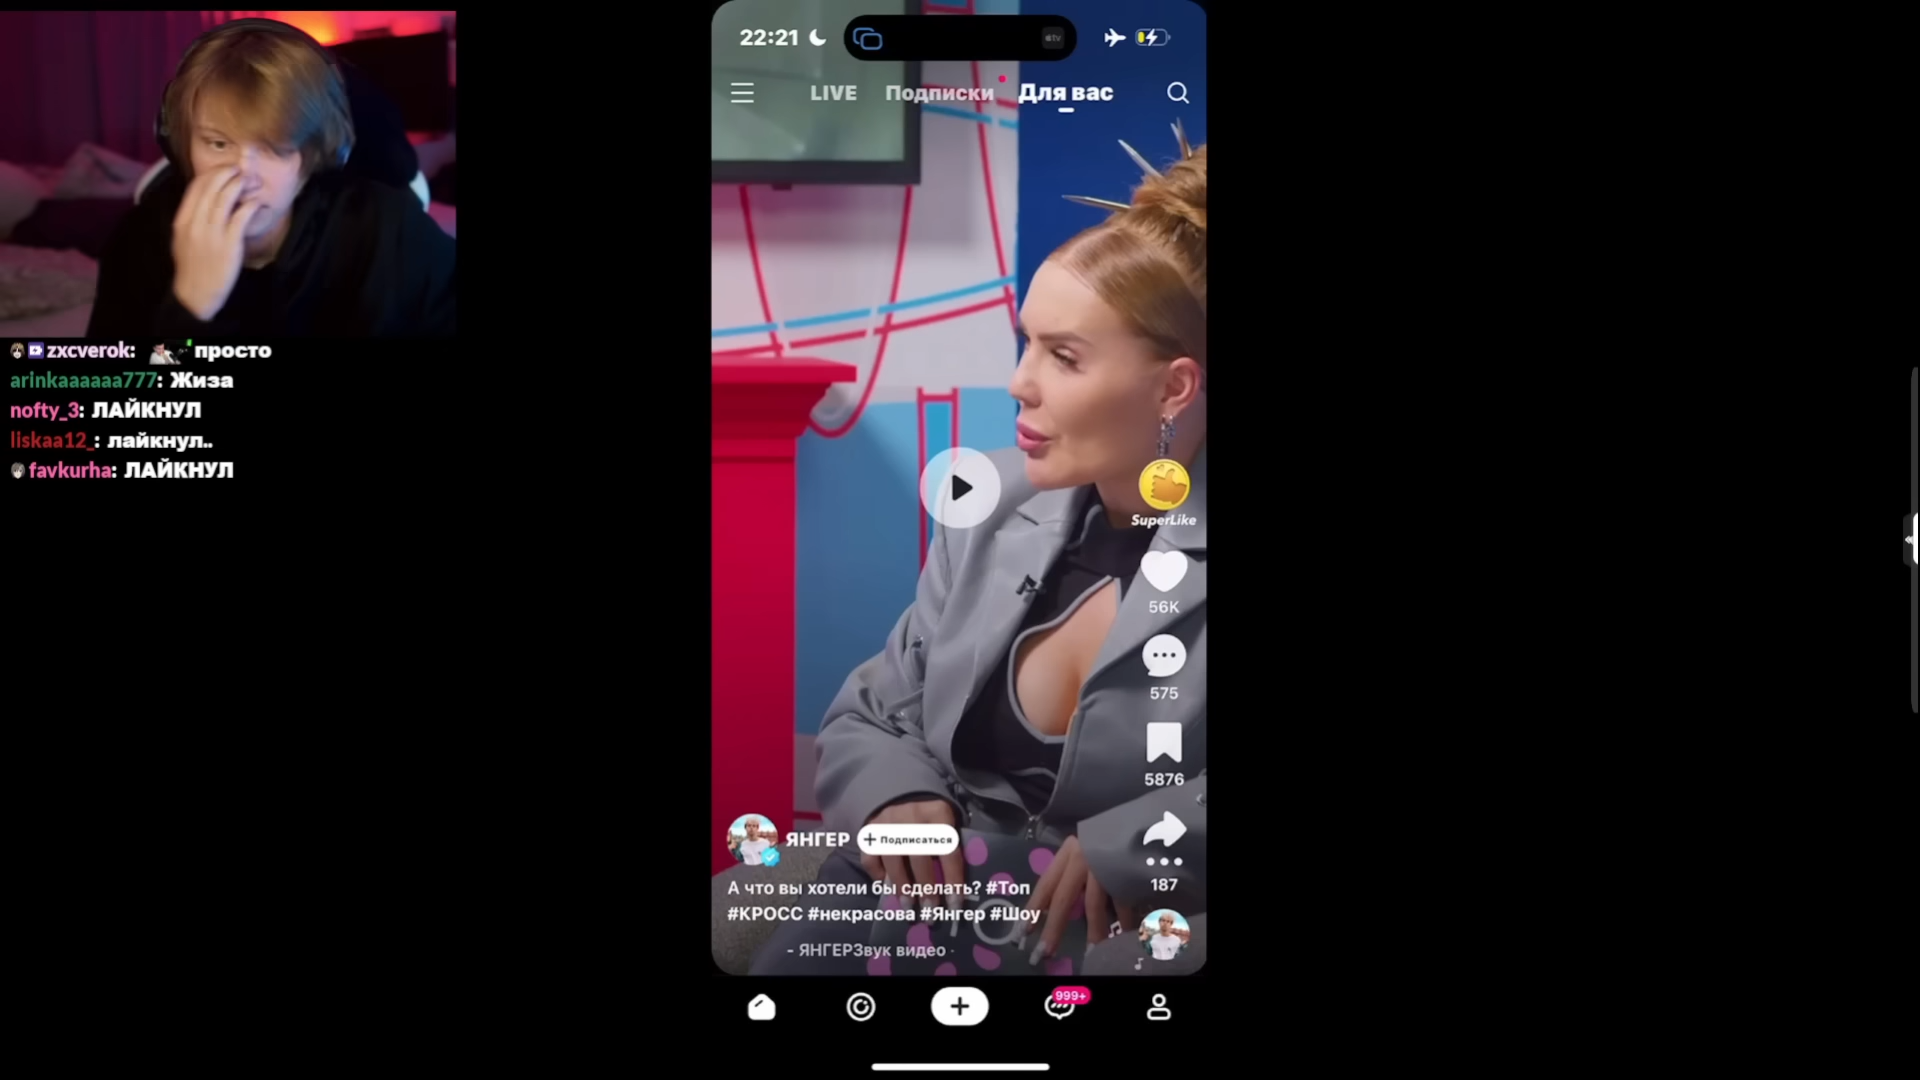 22:21
tv
LIVE Подписки Для вас
zxcverok: просто
arinkaaaaaa777: Жиза
nofty_3: ЛАЙКНУЛ
liskaa12_: лайкнул..
favkurha: ЛАЙКНУЛ
SuperLike
56K
575
5876
187
ЯНГЕР + Подписаться
А что вы хотели бы сделать? #Топ
#КРОСС #некрасова #Янгер #Шоу
- ЯНГЕРЗвук видео ·
999+